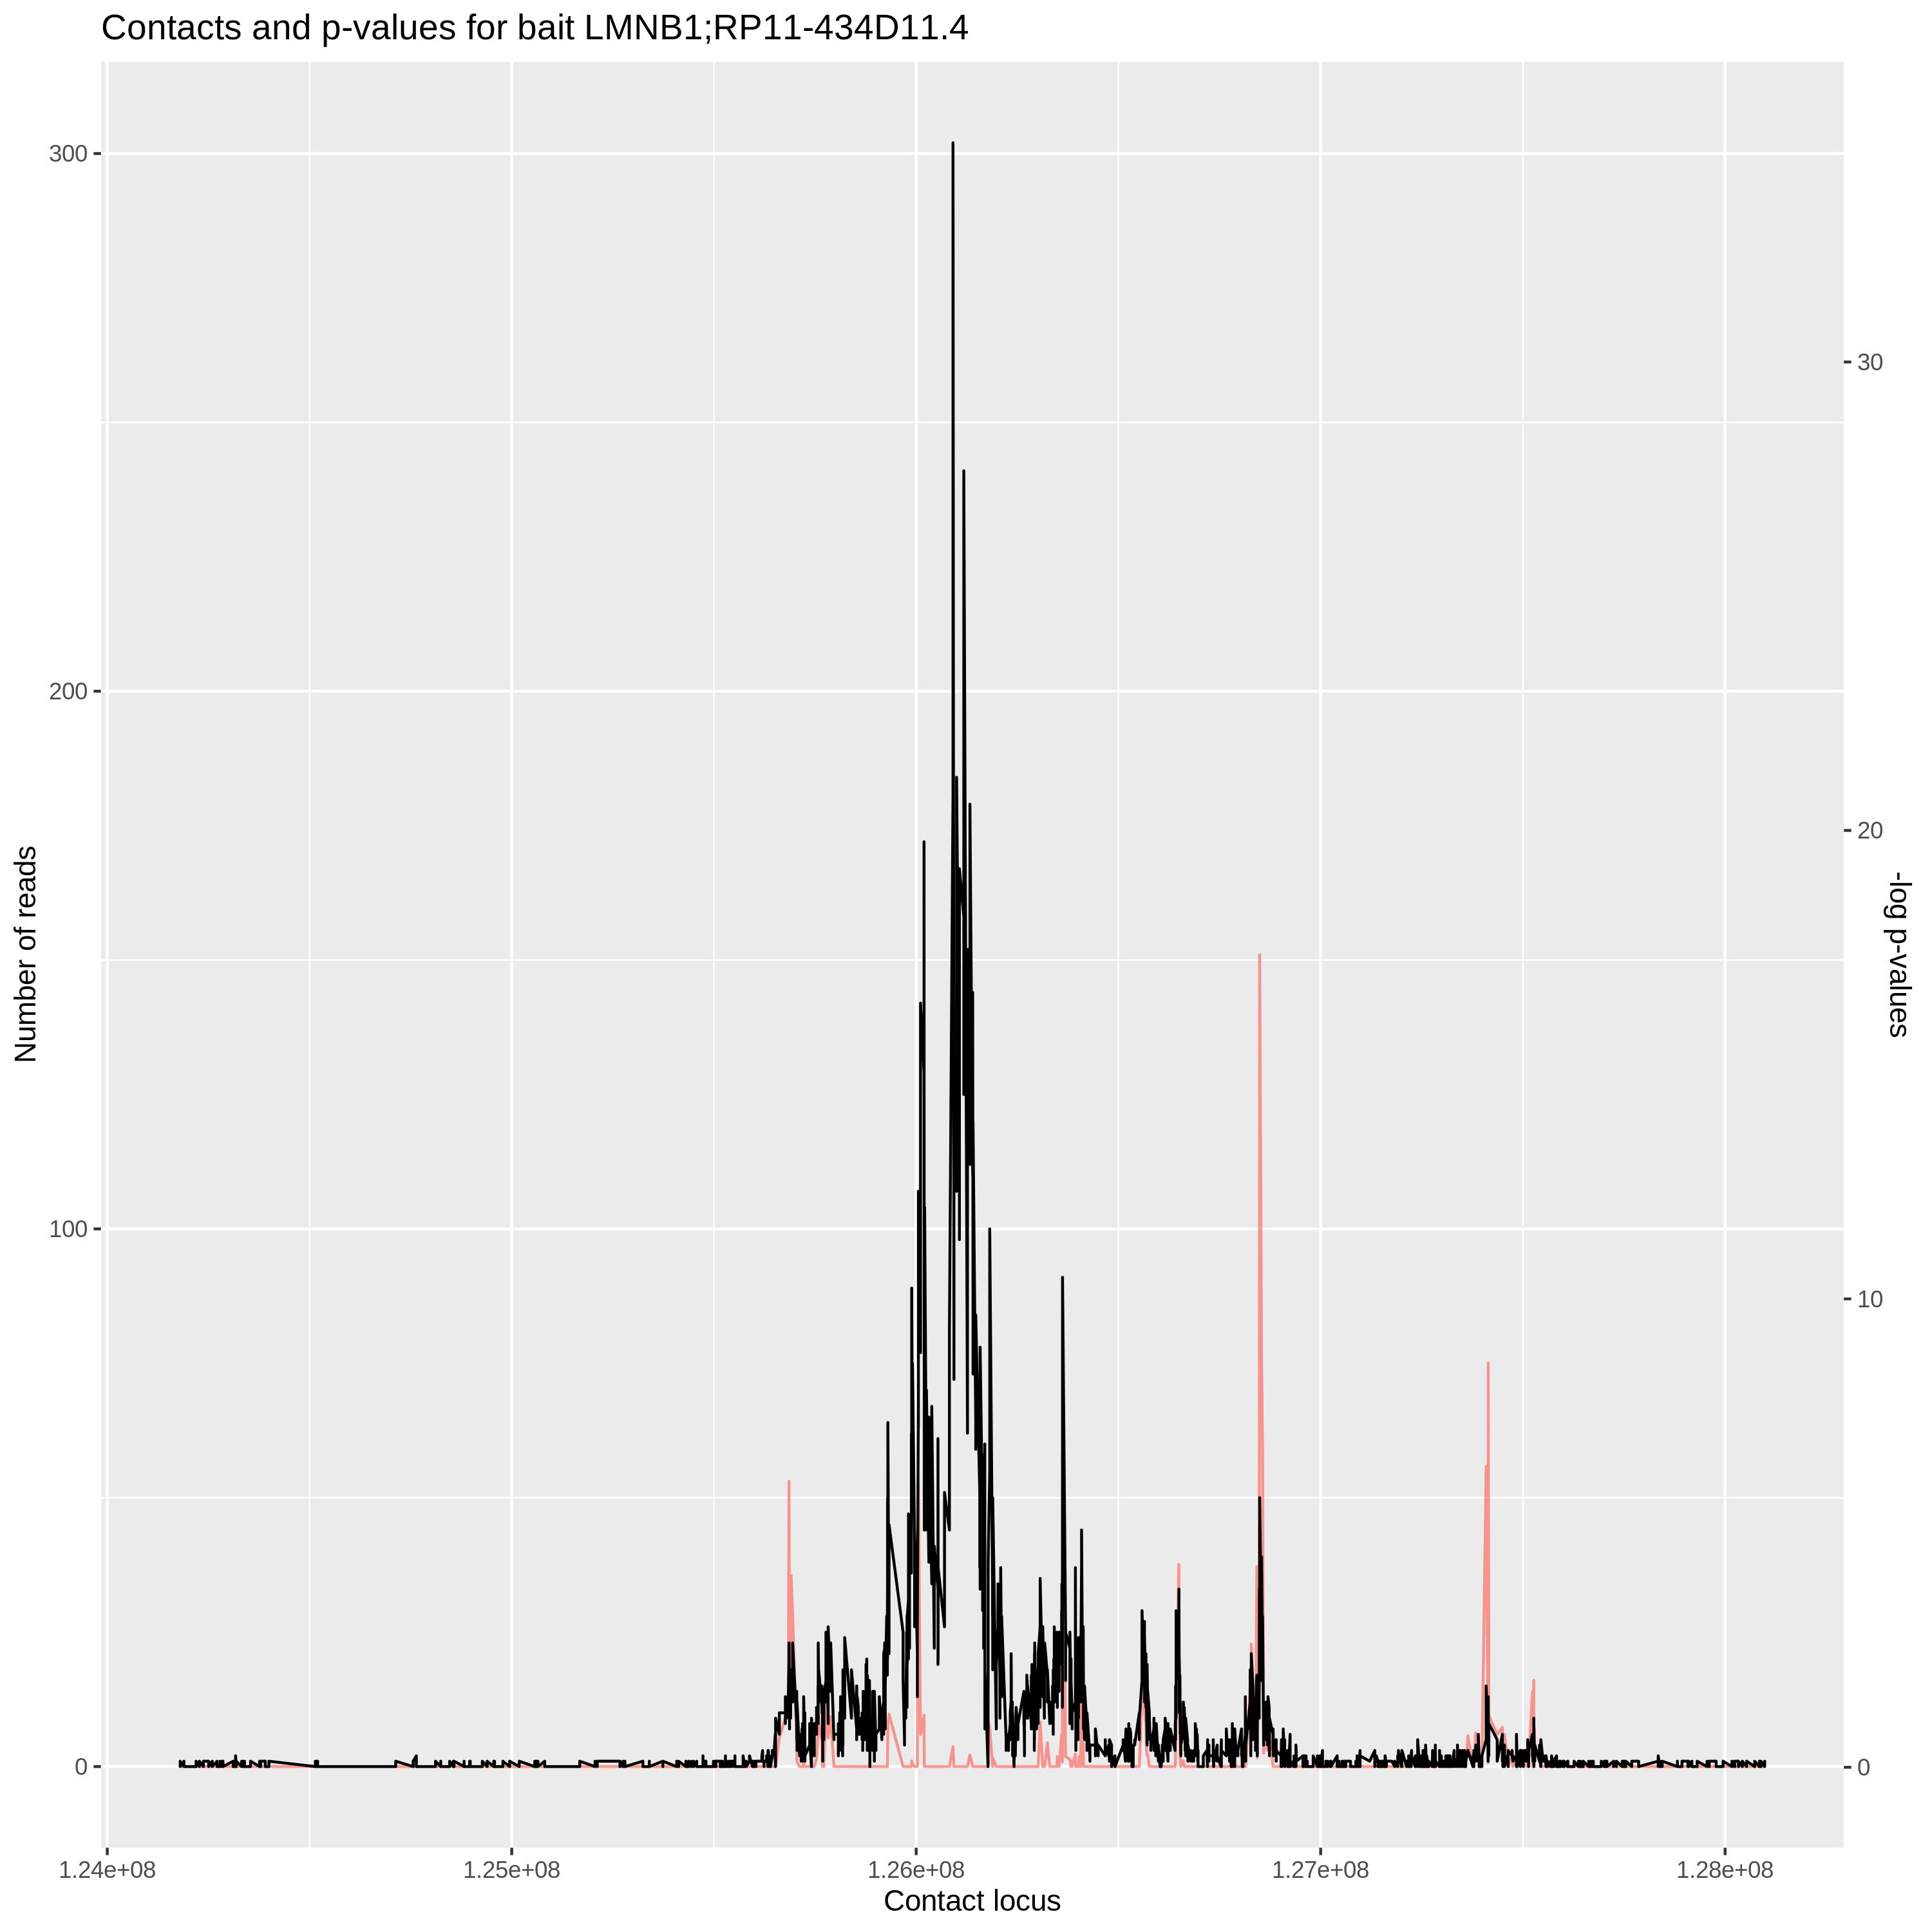 Contacts and p-values for bait LMNB1;RP11-434D11.4
300
200
100
0
Number of reads
30
20
10
0
-log p-values
1.24e+08 1.25e+08 1.26e+08 1.27e+08 1.28e+08
Contact locus